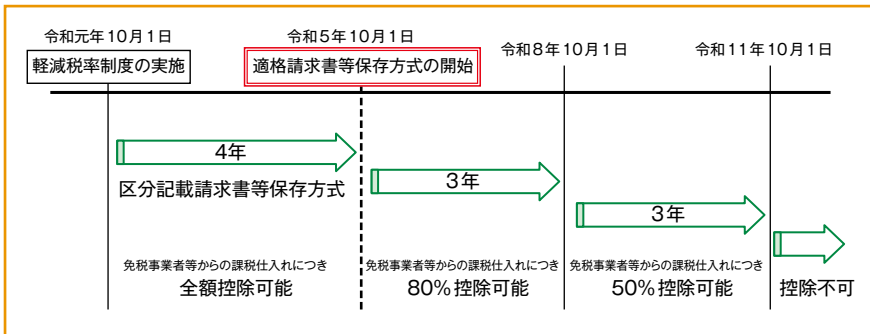 令和元年10月1日
令和5年10月1日
令和8年10月1日
令和11年10月1日
軽減税率制度の実施
適格請求書等保存方式の開始
4年
区分記載請求書等保存方式
3年
3年
免税事業者等からの課税仕入れにつき
全額控除可能
免税事業者等からの課税仕入れにつき
80%控除可能
免税事業者等からの課税仕入れにつき
50%控除可能
控除不可